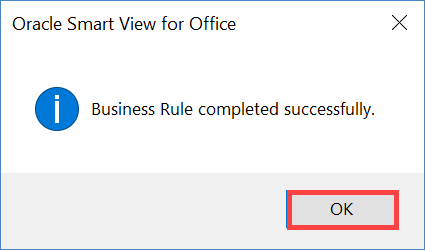 Oracle Smart View for Office
Business Rule completed successfully.
OK